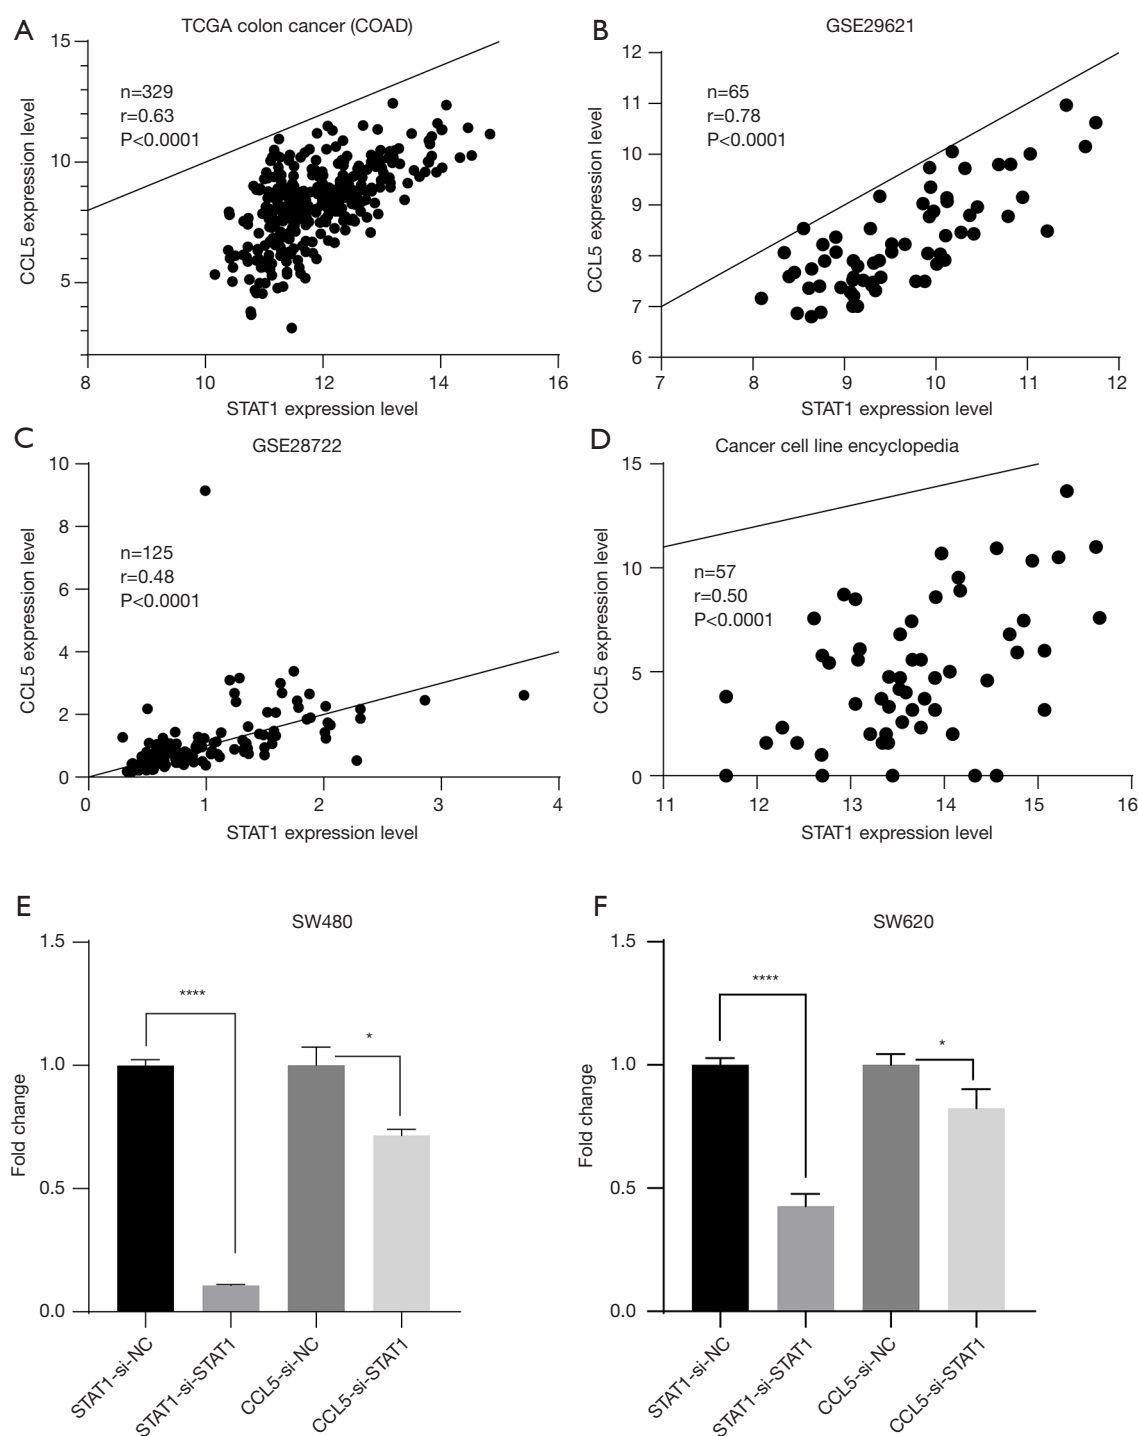 A
TCGA colon cancer (COAD)
n=329
r=0.63
P<0.0001
CCL5 expression level
15
10
5
8
10
12
14
16
STAT1 expression level
B
GSE29621
n=65
r=0.78
P<0.0001
CCL5 expression level
12
11
10
9
8
7
6
7
8
9
10
11
12
STAT1 expression level
C
GSE28722
n=125
r=0.48
P<0.0001
CCL5 expression level
10
8
6
4
2
0
0
1
2
3
4
STAT1 expression level
D
Cancer cell line encyclopedia
n=57
r=0.50
P<0.0001
CCL5 expression level
15
10
5
0
11
12
13
14
15
16
STAT1 expression level
E
SW480
Fold change
1.5
1.0
0.5
0.0
****
*
STAT1-si-NC
STAT1-si-STAT1
CCL5-si-NC
CCL5-si-STAT1
F
SW620
Fold change
1.5
1.0
0.5
0.0
****
*
STAT1-si-NC
STAT1-si-STAT1
CCL5-si-NC
CCL5-si-STAT1